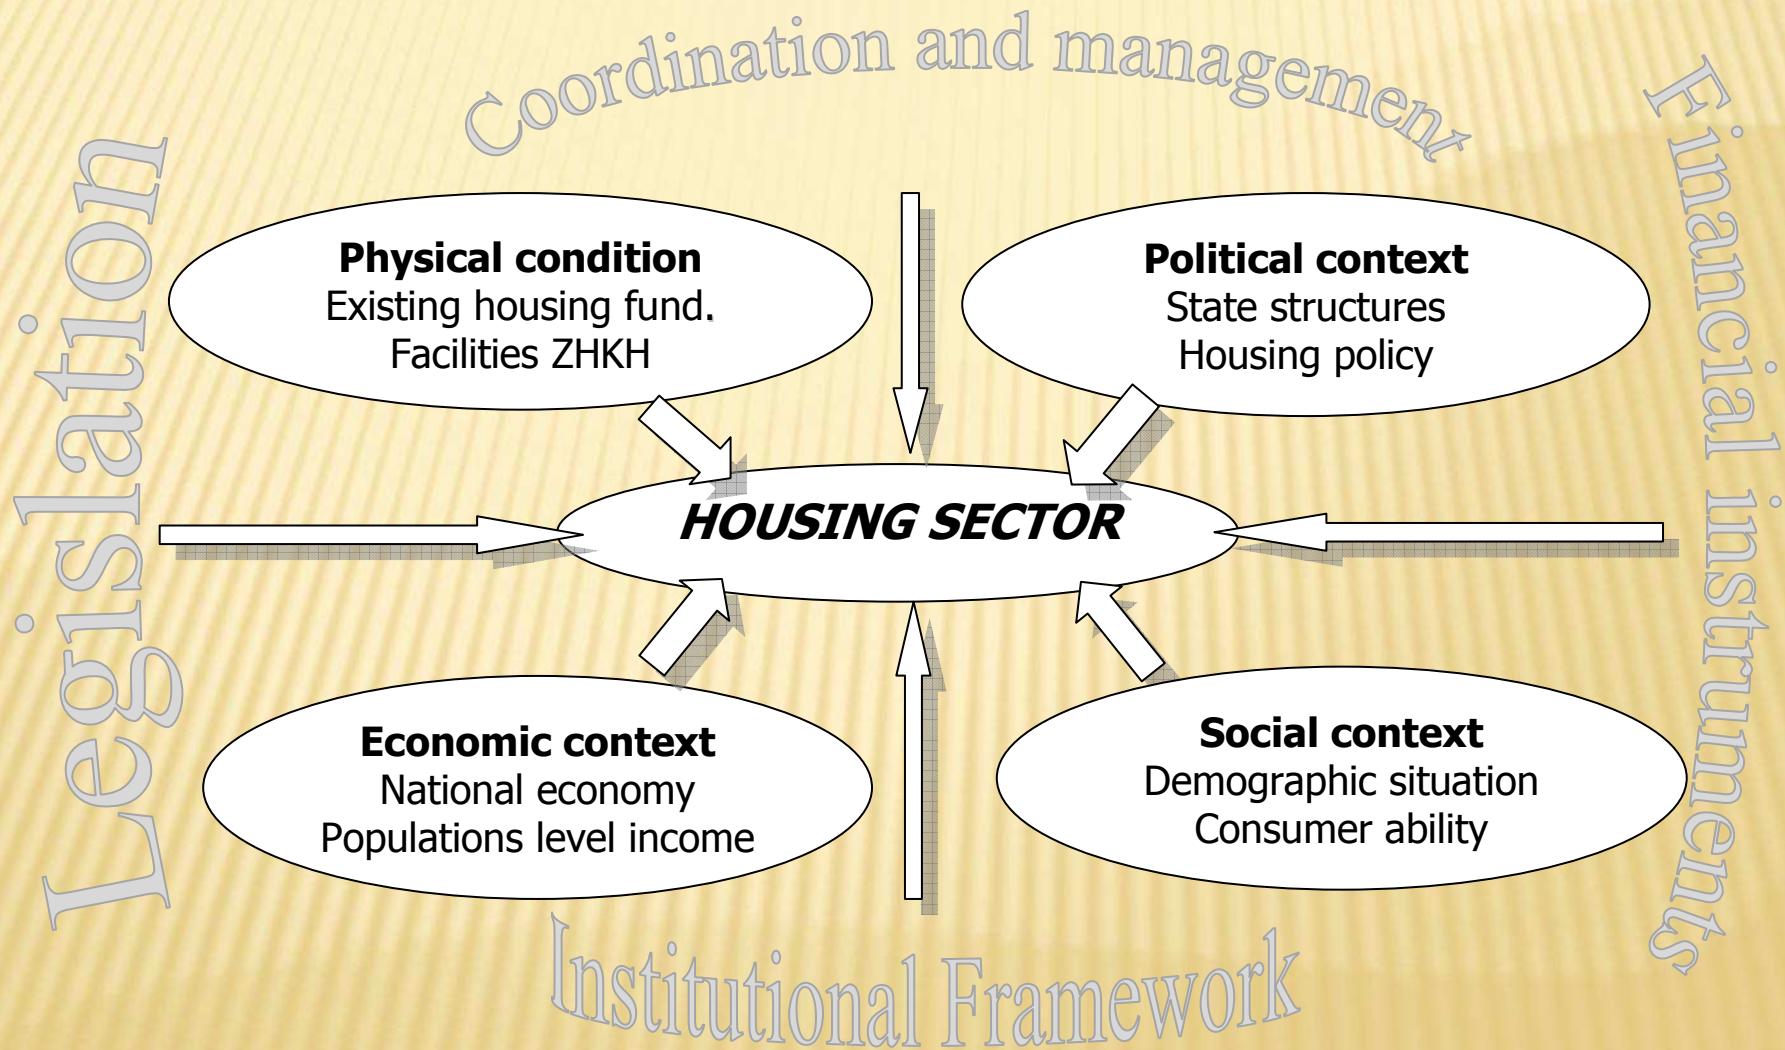 Coordination and management
Legislation
Financial instruments
Physical condition
Existing housing fund.
Facilities ZHKH
Political context
State structures
Housing policy
HOUSING SECTOR
Economic context
National economy
Populations level income
Social context
Demographic situation
Consumer ability
Institutional Framework